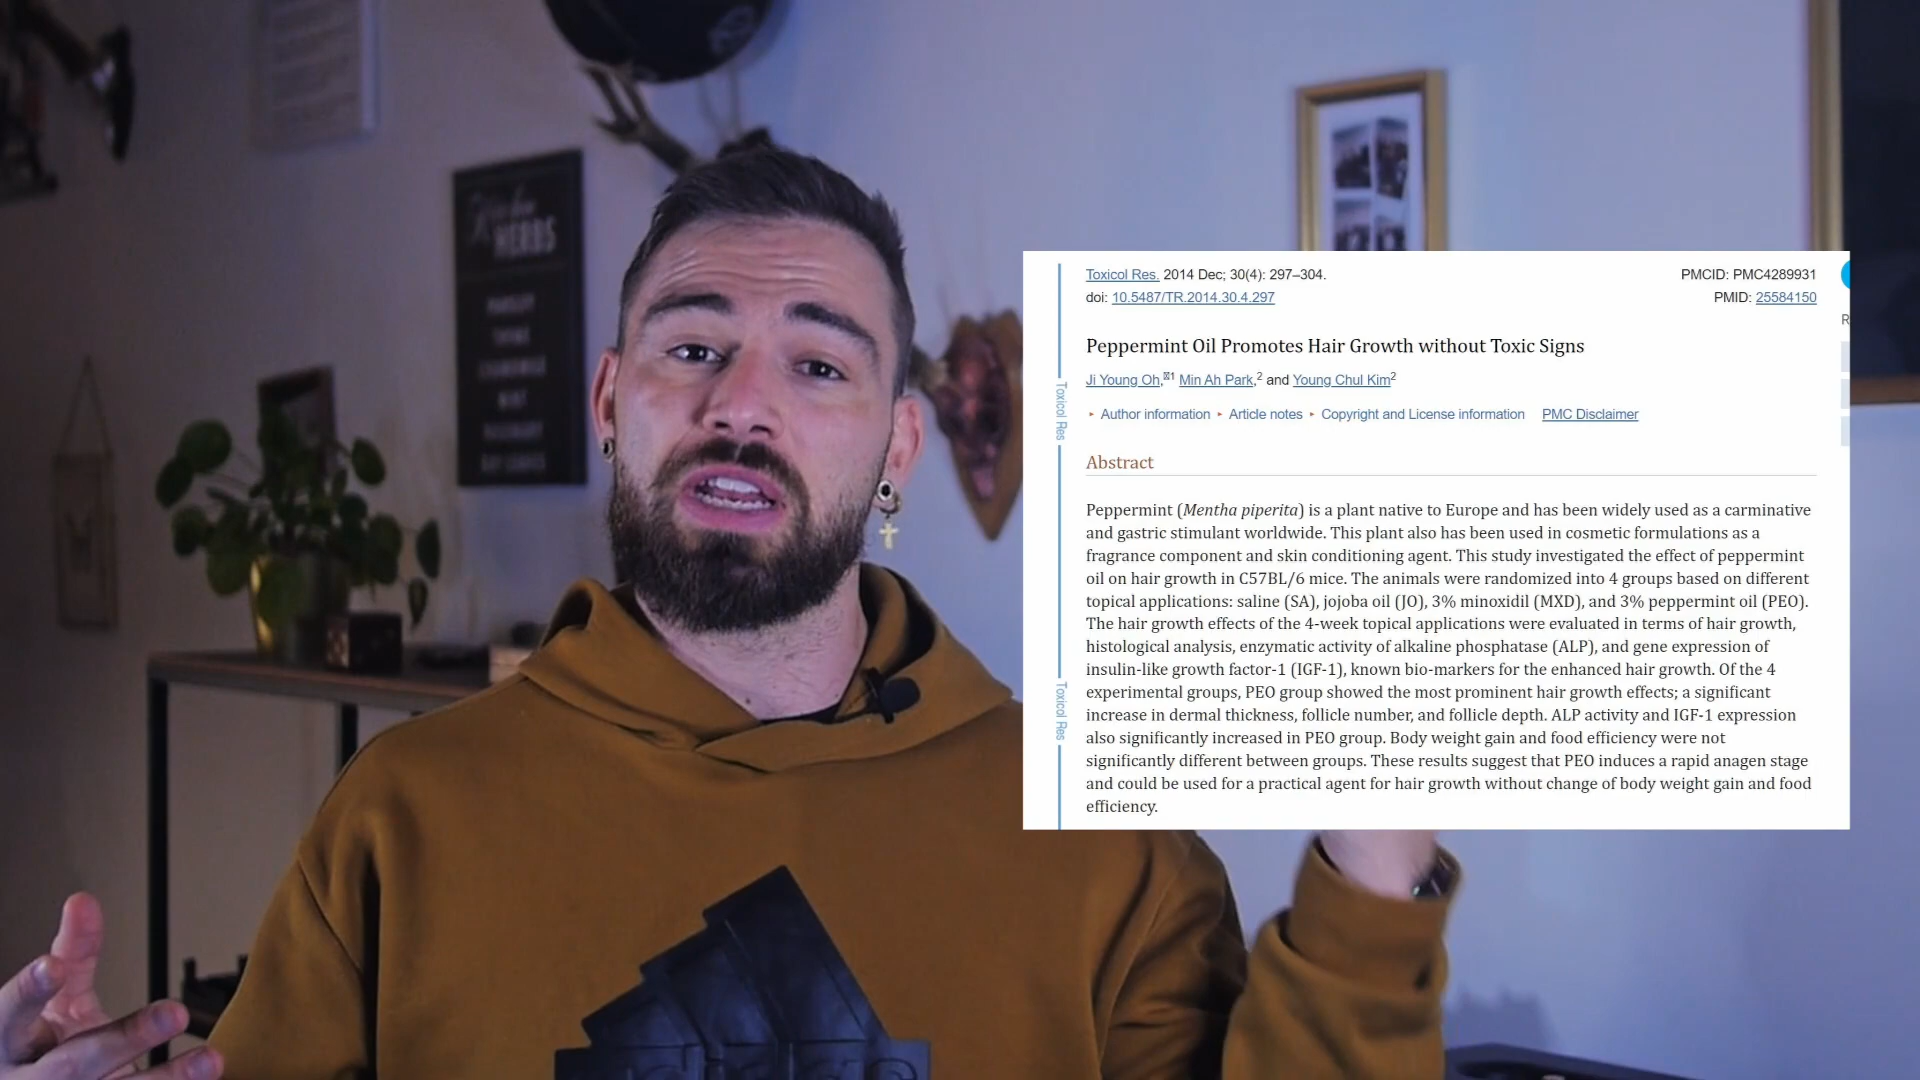 Kitchen
HERBS
PARSLEY
THYME
CHAMOMILE
MINT
ROSEMARY
BAY LEAVES
Toxicol Res. 2014 Dec; 30(4): 297–304.
PMCID: PMC4289931
doi: 10.5487/TR.2014.30.4.297
PMID: 25584150
R
Peppermint Oil Promotes Hair Growth without Toxic Signs
Ji Young Oh,✉1 Min Ah Park,2 and Young Chul Kim2
▸ Author information ▸ Article notes ▸ Copyright and License information PMC Disclaimer
Toxicol Res
Abstract
Peppermint (Mentha piperita) is a plant native to Europe and has been widely used as a carminative
and gastric stimulant worldwide. This plant also has been used in cosmetic formulations as a
fragrance component and skin conditioning agent. This study investigated the effect of peppermint
oil on hair growth in C57BL/6 mice. The animals were randomized into 4 groups based on different
topical applications: saline (SA), jojoba oil (JO), 3% minoxidil (MXD), and 3% peppermint oil (PEO).
The hair growth effects of the 4-week topical applications were evaluated in terms of hair growth,
histological analysis, enzymatic activity of alkaline phosphatase (ALP), and gene expression of
insulin-like growth factor-1 (IGF-1), known bio-markers for the enhanced hair growth. Of the 4
experimental groups, PEO group showed the most prominent hair growth effects; a significant
increase in dermal thickness, follicle number, and follicle depth. ALP activity and IGF-1 expression
also significantly increased in PEO group. Body weight gain and food efficiency were not
significantly different between groups. These results suggest that PEO induces a rapid anagen stage
and could be used for a practical agent for hair growth without change of body weight gain and food
efficiency.
Toxicol Res
adidas